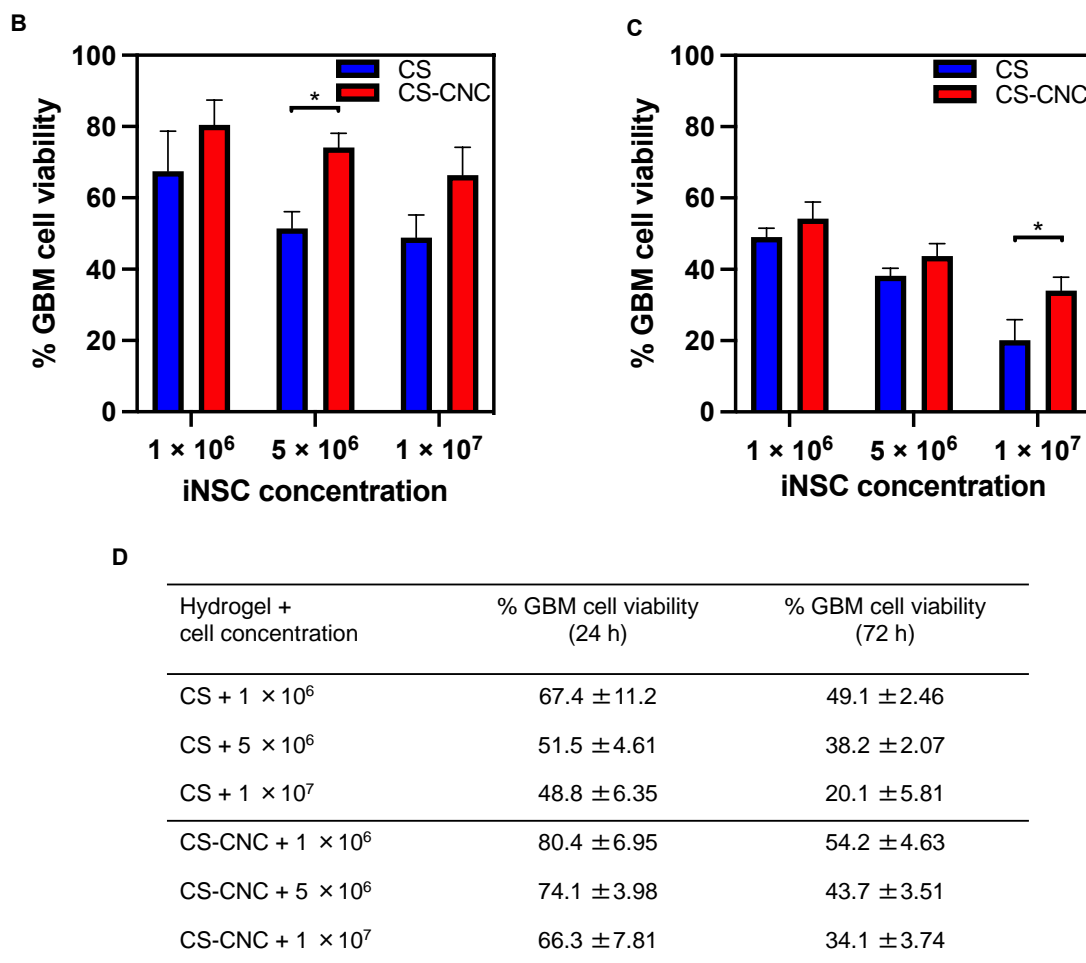 B
% GBM cell viability
100
80
60
40
20
0
CS
CS-CNC
*
1 × 10⁶
5 × 10⁶
1 × 10⁷
iNSC concentration
C
% GBM cell viability
100
80
60
40
20
0
CS
CS-CNC
*
1 × 10⁶
5 × 10⁶
1 × 10⁷
iNSC concentration
D
Hydrogel + % GBM cell viability % GBM cell viability
cell concentration (24 h) (72 h)
CS + 1 × 10⁶ 67.4 ± 11.2 49.1 ± 2.46
CS + 5 × 10⁶ 51.5 ± 4.61 38.2 ± 2.07
CS + 1 × 10⁷ 48.8 ± 6.35 20.1 ± 5.81
CS-CNC + 1 × 10⁶ 80.4 ± 6.95 54.2 ± 4.63
CS-CNC + 5 × 10⁶ 74.1 ± 3.98 43.7 ± 3.51
CS-CNC + 1 × 10⁷ 66.3 ± 7.81 34.1 ± 3.74